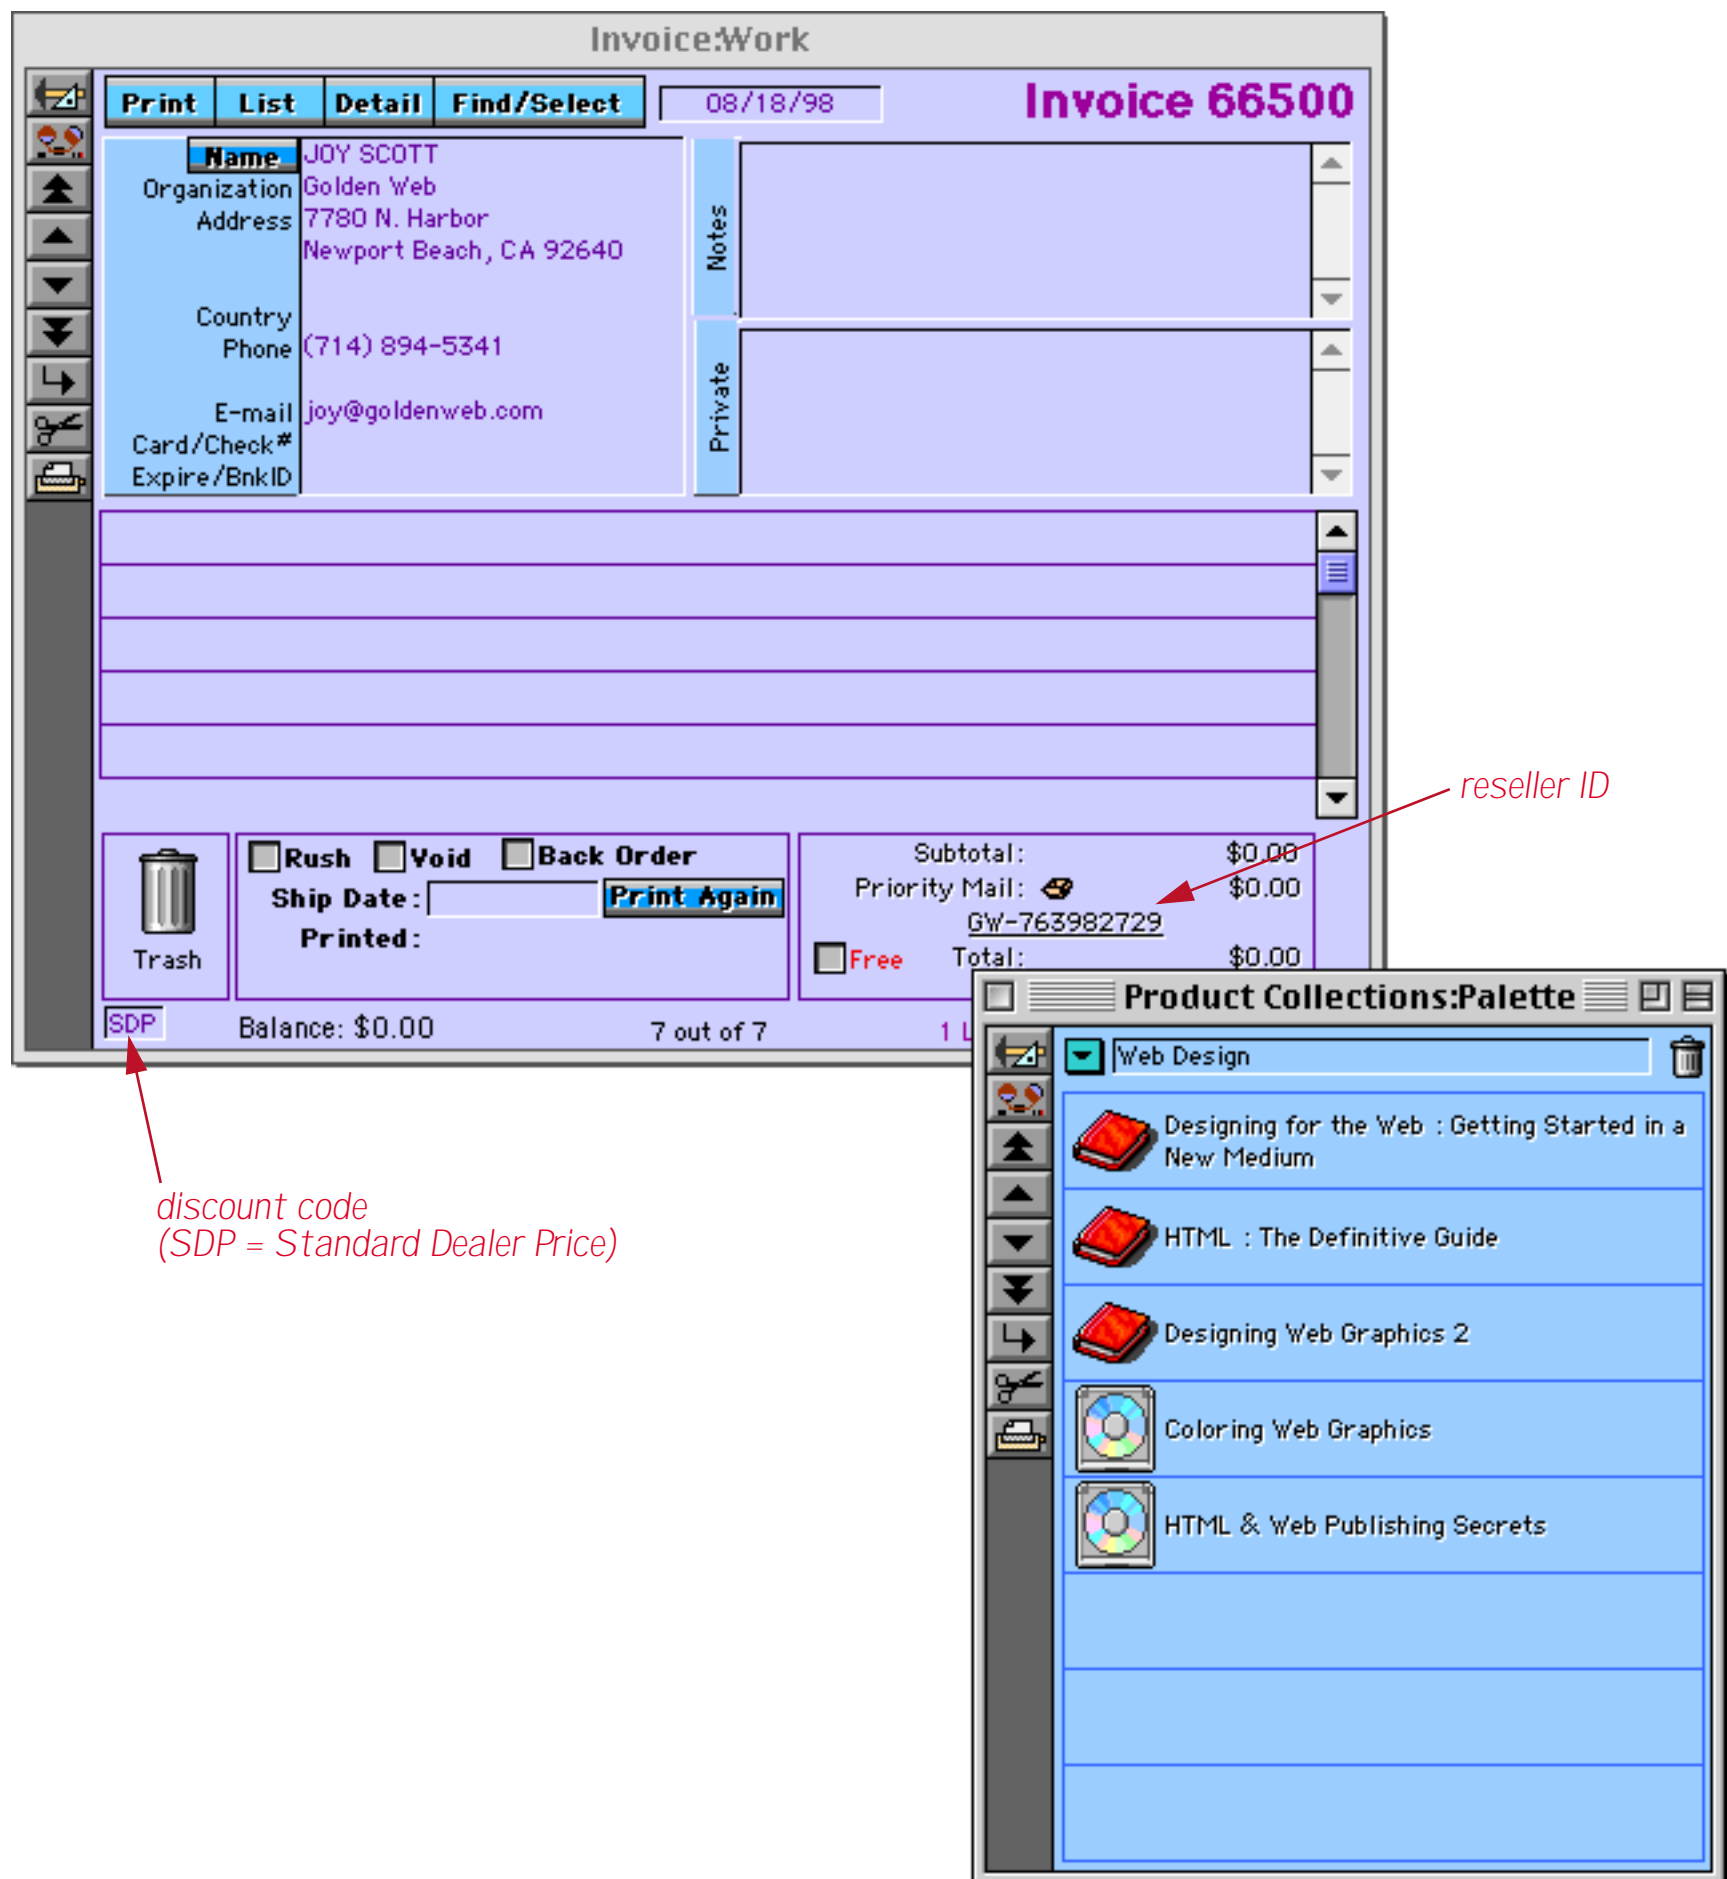 Invoice:Work
Print List Detail Find/Select 08/18/98 Invoice 66500
Name JOY SCOTT
Organization Golden Web
Address 7780 N. Harbor
Newport Beach, CA 92640
Country
Phone (714) 894-5341
E-mail joy@goldenweb.com
Card/Check#
Expire/BnkID
Notes
Private
reseller ID
Trash
Rush Void Back Order
Ship Date: Print Again
Printed:
Subtotal: $0.00
Priority Mail: $0.00
GW-763982729
Free Total: $0.00
SDP Balance: $0.00 7 out of 7 1 L
discount code
(SDP = Standard Dealer Price)
Product Collections:Palette
Web Design
Designing for the Web : Getting Started in a
New Medium
HTML : The Definitive Guide
Designing Web Graphics 2
Coloring Web Graphics
HTML & Web Publishing Secrets